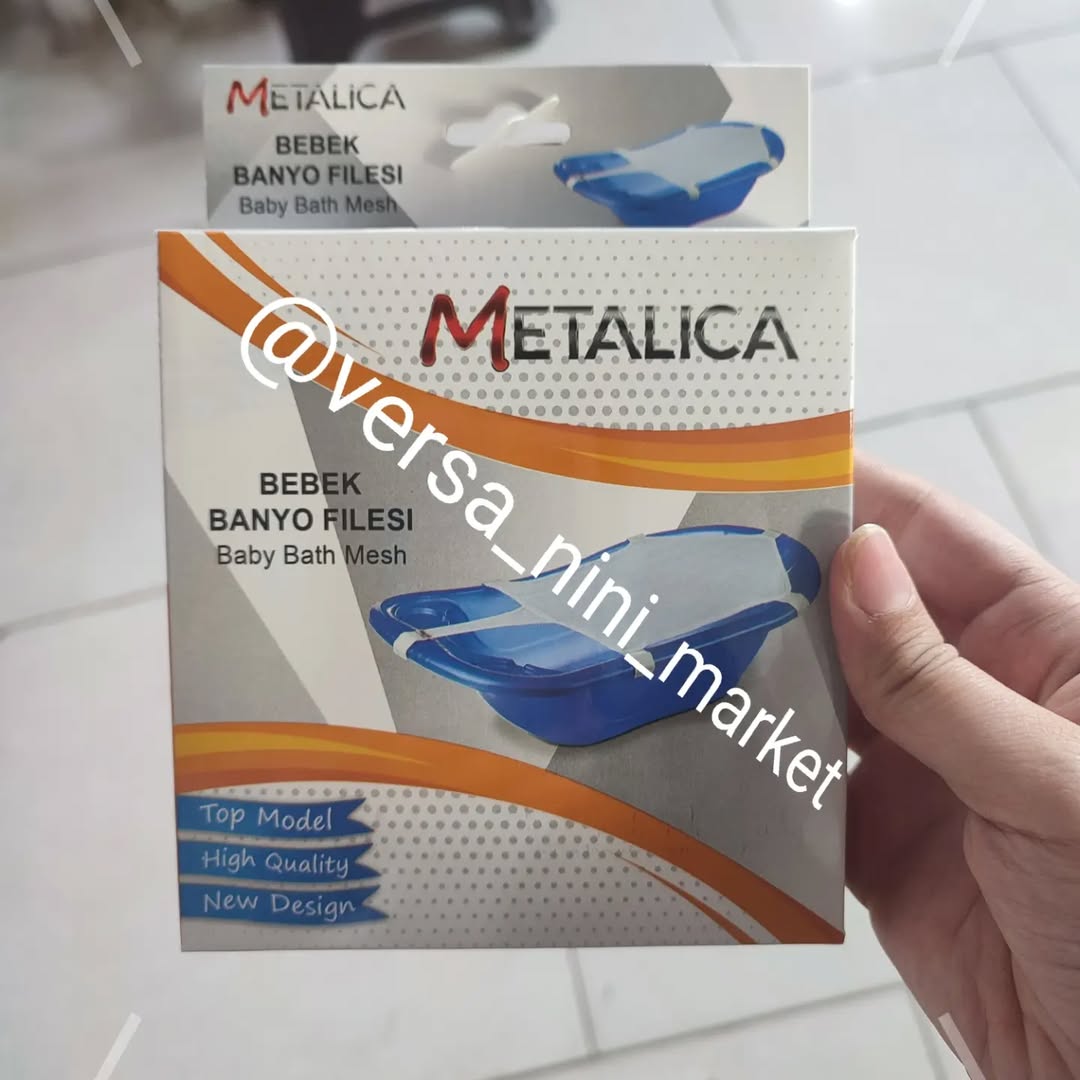 METALICA
BEBEK
BANYO FILESI
Baby Bath Mesh
METALICA
@versa_nini_market
BEBEK
BANYO FILESI
Baby Bath Mesh
Top Model
High Quality
New Design